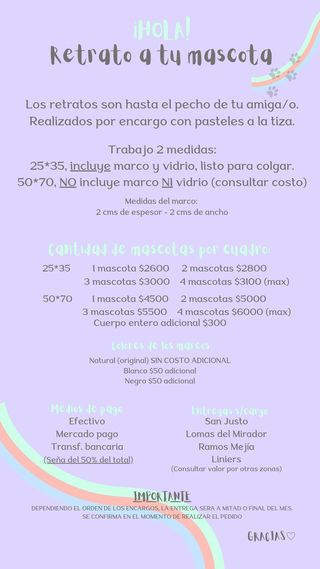 ¡HOLA!
Retrato a tu mascota
Los retratos son hasta el pecho de tu amiga/o.
Realizados por encargo con pasteles a la tiza.
Trabajo 2 medidas:
25*35, incluye marco y vidrio, listo para colgar.
50*70, NO incluye marco NI vidrio (consultar costo)
Medidas del marco:
2 cms de espesor - 2 cms de ancho
Cantidad de mascotas por cuadro:
25*35 1 mascota $2600 2 mascotas $2800
3 mascotas $3000 4 mascotas $3100 (max)
50*70 1 mascota $4500 2 mascotas $5000
3 mascotas $5500 4 mascotas $6000 (max)
Cuerpo entero adicional $300
Colores de los marcos
Natural (original) SIN COSTO ADICIONAL
Blanco $50 adicional
Negro $50 adicional
Medios de pago
Efectivo
Mercado pago
Transf. bancaria
(Seña del 50% del total)
Entregas s/cargo
San Justo
Lomas del Mirador
Ramos Mejía
Liniers
(Consultar valor por otras zonas)
IMPORTANTE
DEPENDIENDO EL ORDEN DE LOS ENCARGOS, LA ENTREGA SERA A MITAD O FINAL DEL MES.
SE CONFIRMA EN EL MOMENTO DE REALIZAR EL PEDIDO
GRACIAS♡